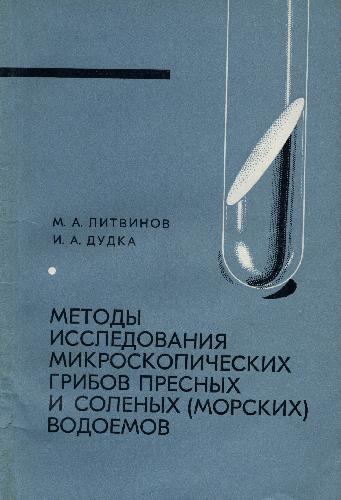 М. А. ЛИТВИНОВ
И. А. ДУДКА
МЕТОДЫ
ИССЛЕДОВАНИЯ
МИКРОСКОПИЧЕСКИХ
ГРИБОВ ПРЕСНЫХ
И СОЛЕНЫХ (МОРСКИХ)
ВОДОЕМОВ